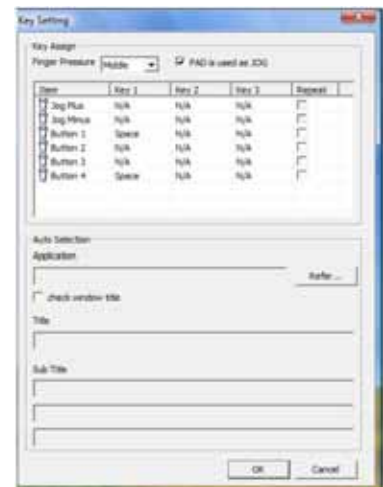 Key Setting
Key Assign
Finger Pressure Middle PAD is used as JOG
Item Key 1 Key 2 Key 3 Repeat
Jog Plus N/A N/A N/A
Jog Minus N/A N/A N/A
Button 1 Space N/A N/A
Button 2 N/A N/A N/A
Button 3 N/A N/A N/A
Button 4 Space N/A N/A
Auto Selection
Application
Refer ...
check window title
Title
Sub Title
OK Cancel